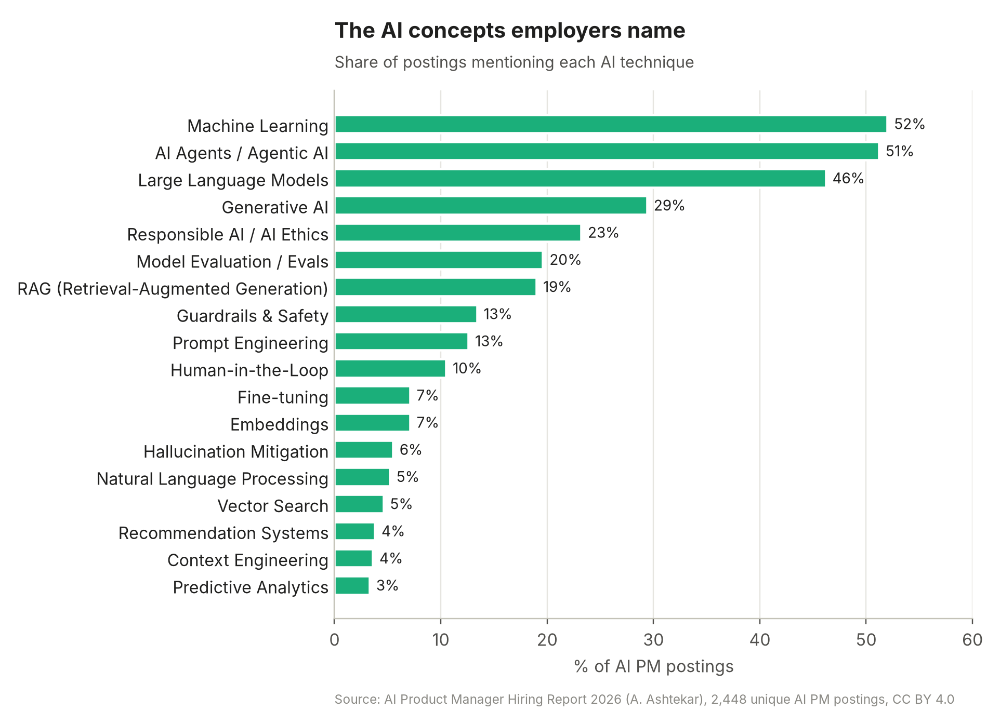 The AI concepts employers name
Share of postings mentioning each AI technique
Machine Learning 52%
AI Agents / Agentic AI 51%
Large Language Models 46%
Generative AI 29%
Responsible AI / AI Ethics 23%
Model Evaluation / Evals 20%
RAG (Retrieval-Augmented Generation) 19%
Guardrails & Safety 13%
Prompt Engineering 13%
Human-in-the-Loop 10%
Fine-tuning 7%
Embeddings 7%
Hallucination Mitigation 6%
Natural Language Processing 5%
Vector Search 5%
Recommendation Systems 4%
Context Engineering 4%
Predictive Analytics 3%
0 10 20 30 40 50 60
% of AI PM postings
Source: AI Product Manager Hiring Report 2026 (A. Ashtekar), 2,448 unique AI PM postings, CC BY 4.0